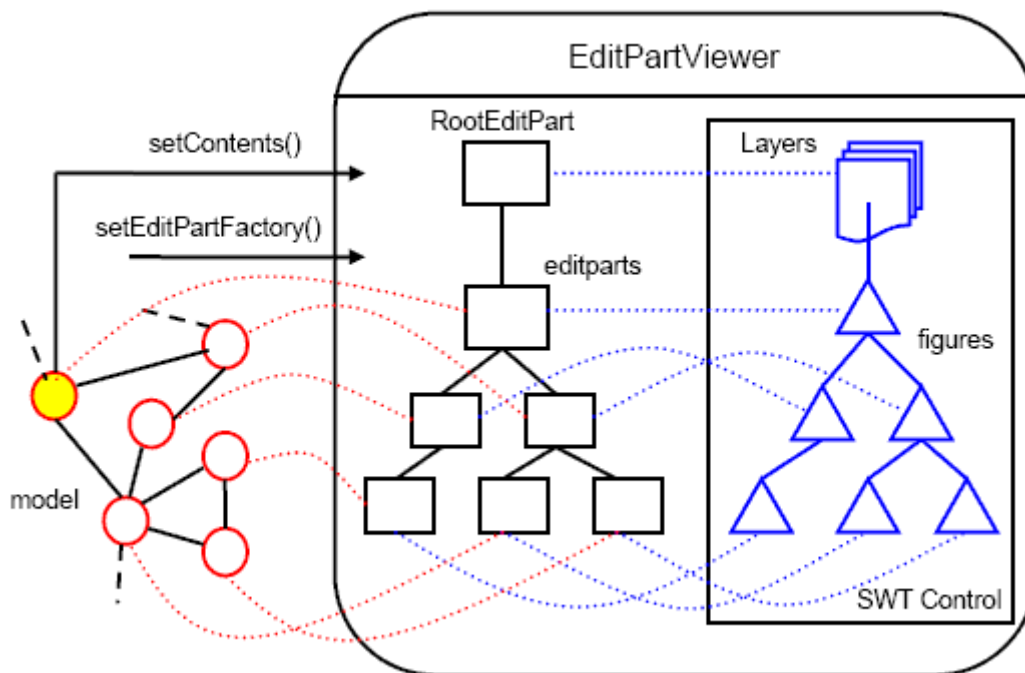 EditPartViewer
RootEditPart
setContents()
Layers
setEditPartFactory()
editparts
figures
model
SWT Control